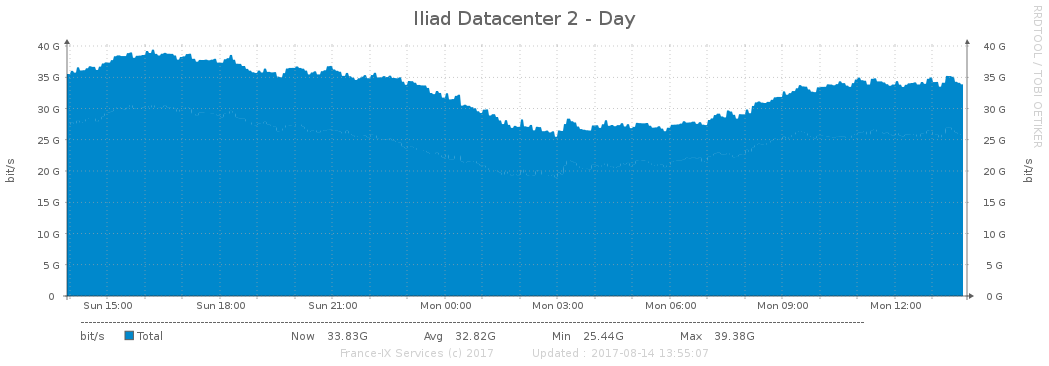 Iliad Datacenter 2 - Day
RRDTOOL / TOBI OETIKER
40 G 40 G
35 G 35 G
30 G 30 G
25 G 25 G
20 G 20 G
15 G 15 G
10 G 10 G
5 G 5 G
0 0 G
bit/s bit/s
Sun 15:00 Sun 18:00 Sun 21:00 Mon 00:00 Mon 03:00 Mon 06:00 Mon 09:00 Mon 12:00
bit/s Total Now 33.83G Avg 32.82G Min 25.44G Max 39.38G
France-IX Services (c) 2017 Updated : 2017-08-14 13:55:07